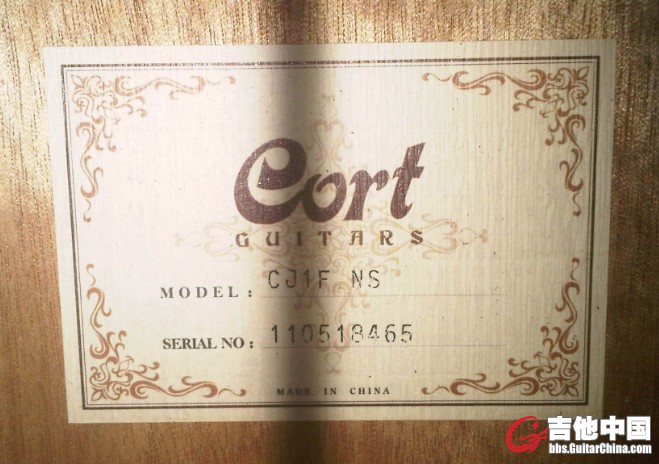 Cort
GUITARS
MODEL: CJ1F NS
SERIAL NO: 110518465
MADE IN CHINA
吉他中国
bbs.GuitarChina.com